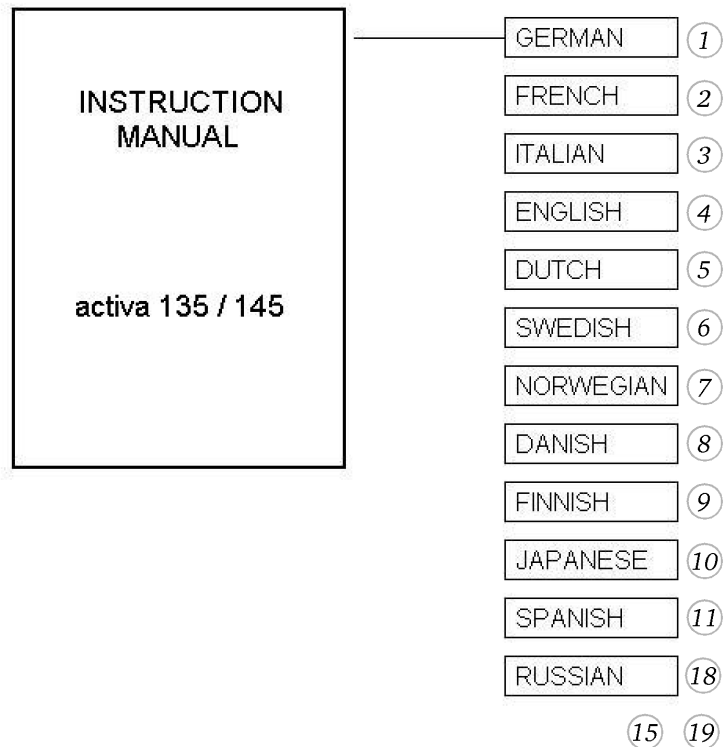 INSTRUCTION
MANUAL
activa 135 / 145
GERMAN 1
FRENCH 2
ITALIAN 3
ENGLISH 4
DUTCH 5
SWEDISH 6
NORWEGIAN 7
DANISH 8
FINNISH 9
JAPANESE 10
SPANISH 11
RUSSIAN 18
15 19